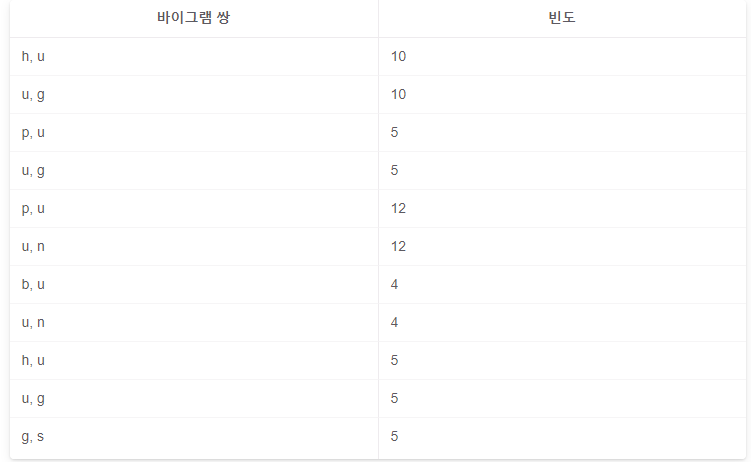 바이그램 쌍 빈도
h, u 10
u, g 10
p, u 5
u, g 5
p, u 12
u, n 12
b, u 4
u, n 4
h, u 5
u, g 5
g, s 5